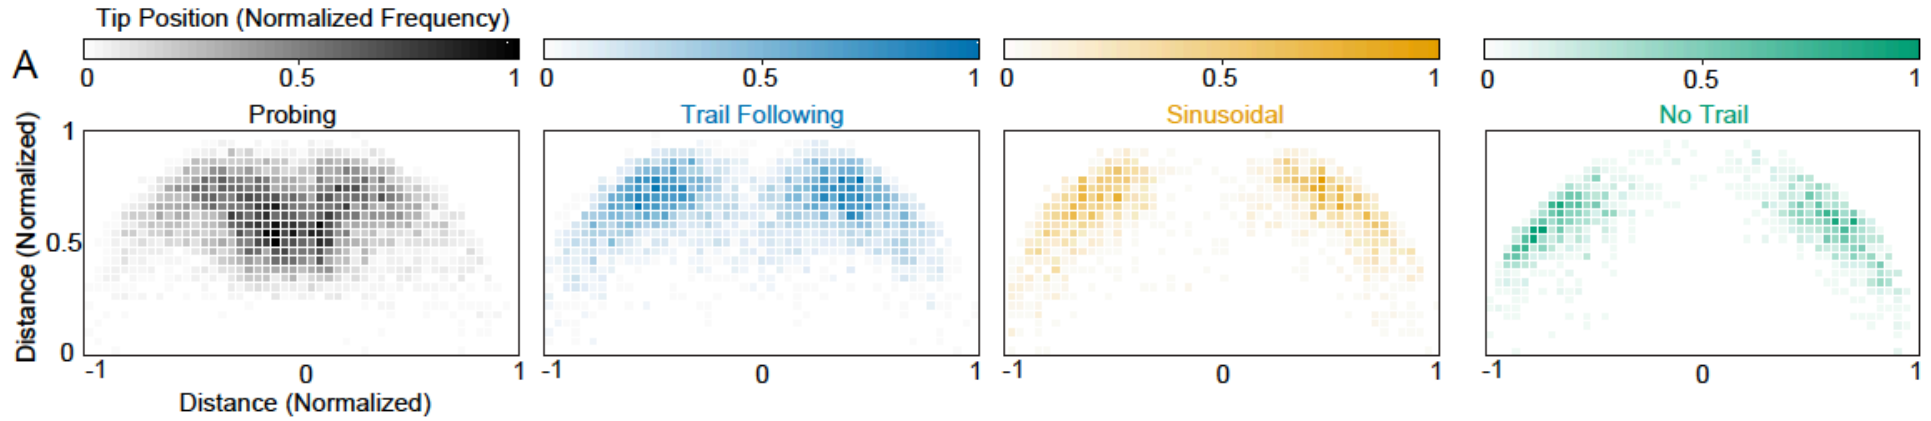 Tip Position (Normalized Frequency)
A
0 0.5 1
0 0.5 1
0 0.5 1
0 0.5 1
Probing
Trail Following
Sinusoidal
No Trail
Distance (Normalized)
1
0.5
0
-1 0 1
-1 0 1
-1 0 1
-1 0 1
Distance (Normalized)